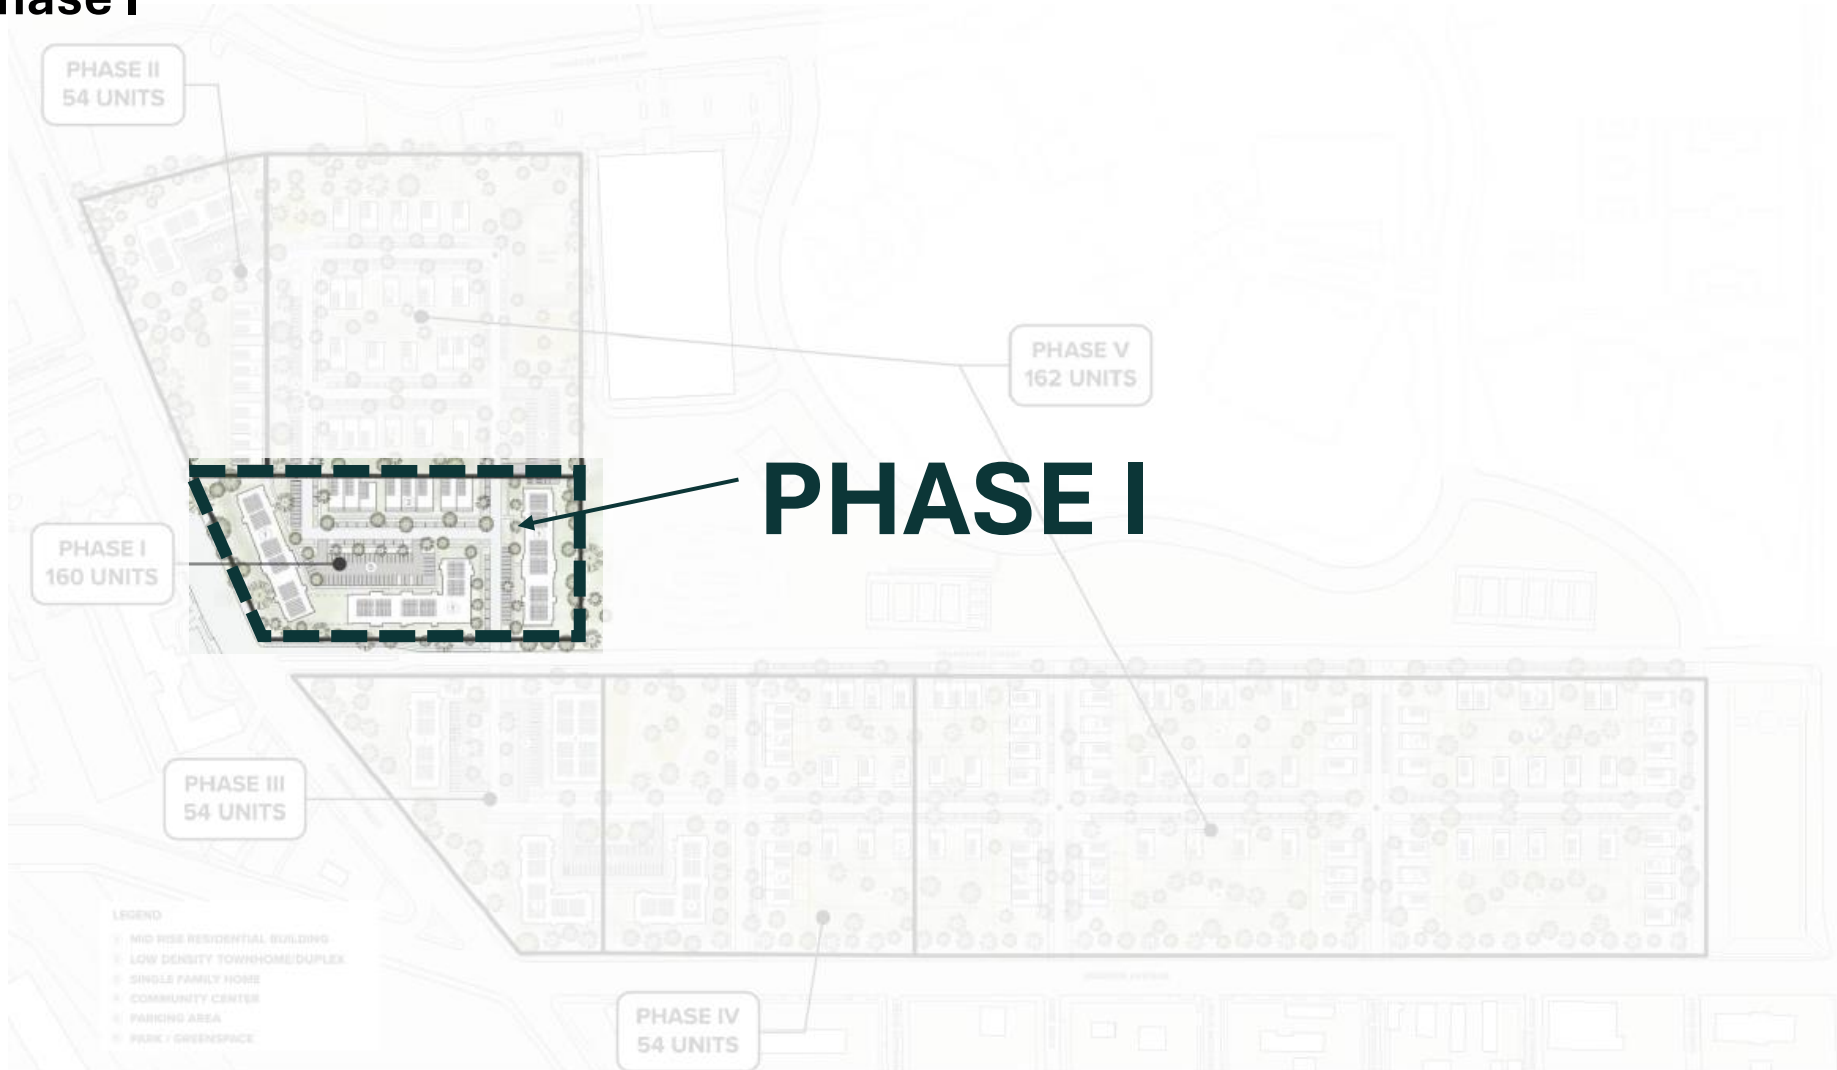 hase I
PHASE II
54 UNITS
PHASE V
162 UNITS
PHASE I
PHASE I
160 UNITS
PHASE III
54 UNITS
LEGEND
MID RISE RESIDENTIAL BUILDING
LOW DENSITY TOWNHOME/DUPLEX
SINGLE FAMILY HOME
COMMUNITY CENTER
PARKING AREA
PARK / GREENSPACE
PHASE IV
54 UNITS